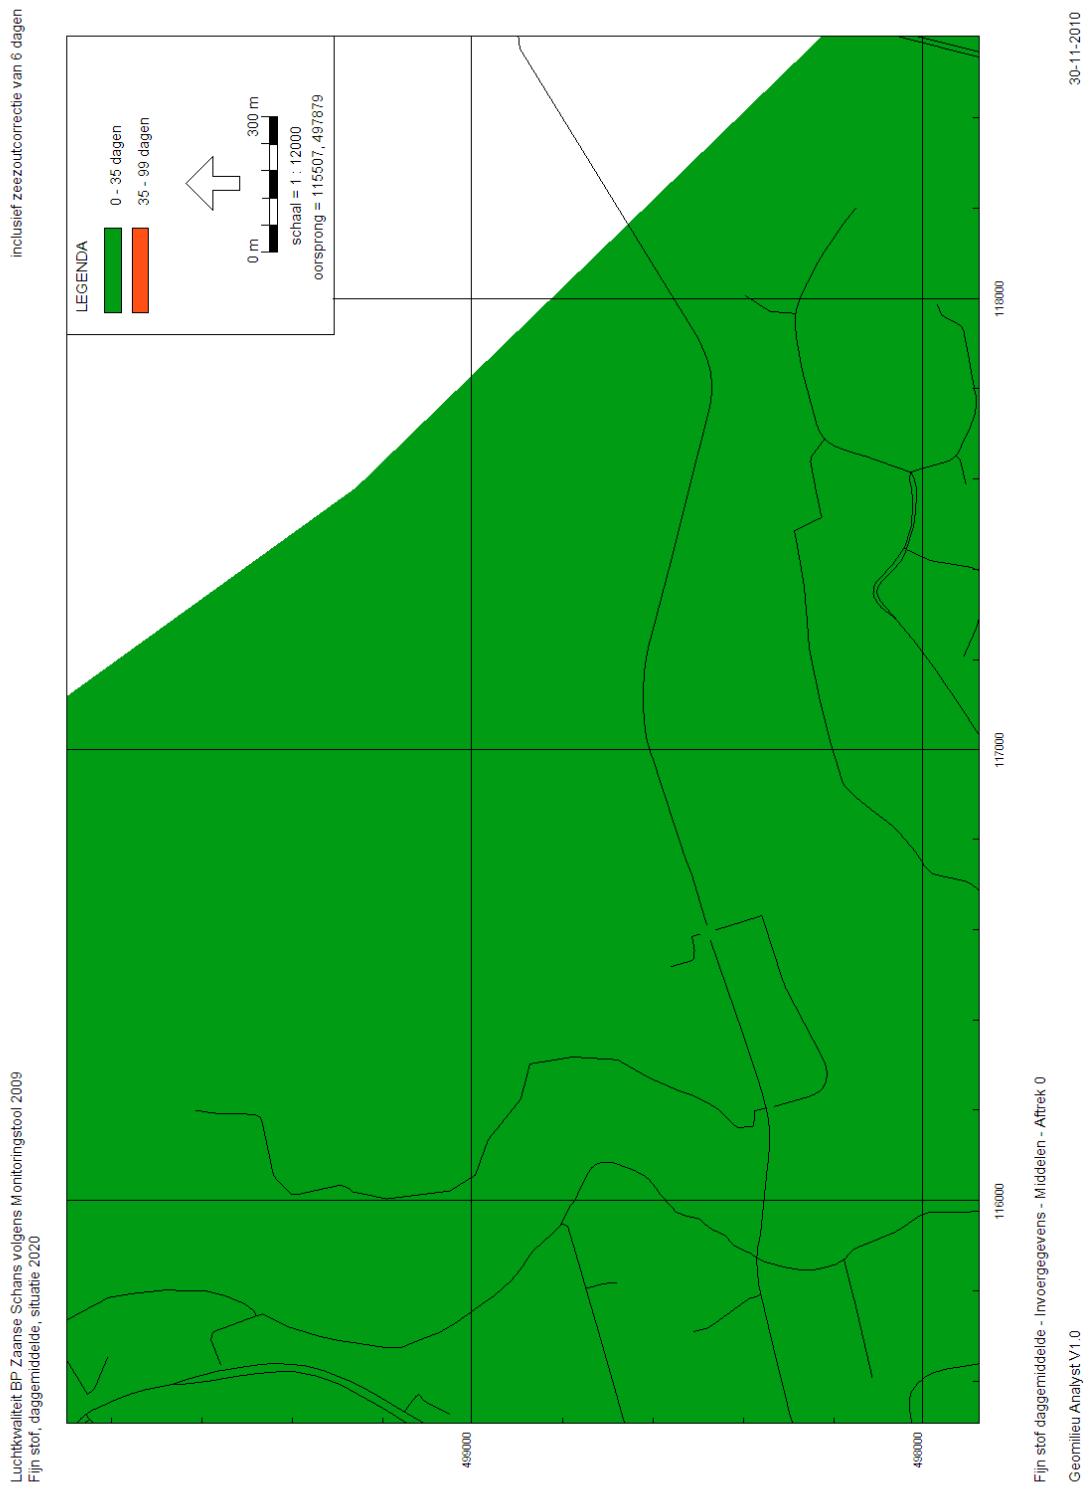 Luchtkwaliteit BP Zaanse Schans volgens Monitoringstool 2009
Fijn stof, daggemiddelde, situatie 2020
inclusief zeezoutcorrectie van 6 dagen
LEGENDA
0 - 35 dagen
35 - 99 dagen
0 m
300 m
schaal = 1 : 12000
oorsprong = 115507, 497879
499000
498000
116000
117000
118000
Fijn stof daggemiddelde - Invoergegevens - Middelen - Aftrek 0
Geomilieu Analyst V1.0
30-11-2010